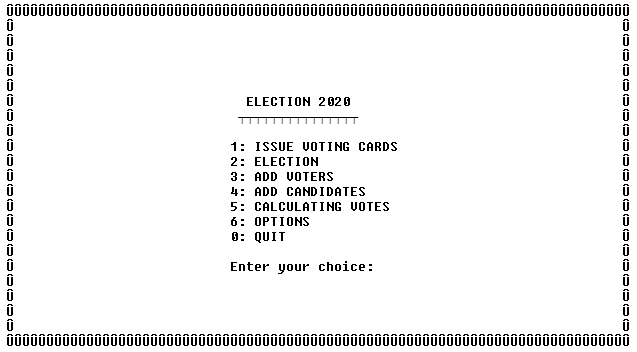 ELECTION 2020
1: ISSUE VOTING CARDS
2: ELECTION
3: ADD VOTERS
4: ADD CANDIDATES
5: CALCULATING VOTES
6: OPTIONS
0: QUIT
Enter your choice: